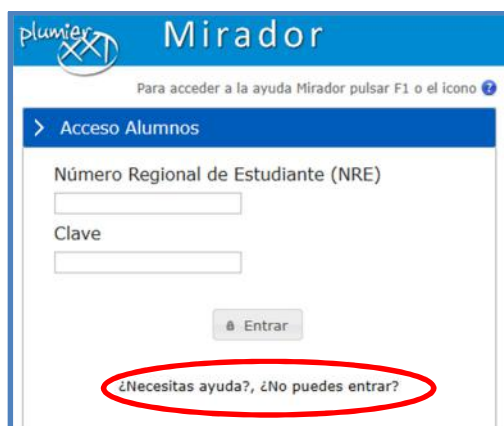 plumier
XXI
Mirador
Para acceder a la ayuda Mirador pulsar F1 o el icono ?
> Acceso Alumnos
Número Regional de Estudiante (NRE)
Clave
Entrar
¿Necesitas ayuda?, ¿No puedes entrar?